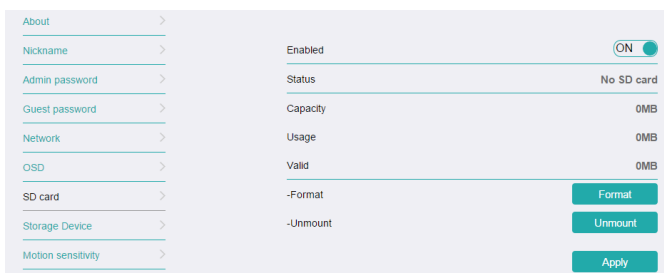 About
Nickname
Admin password
Guest password
Network
OSD
SD card
Storage Device
Motion sensitivity
Enabled ON
Status No SD card
Capacity 0MB
Usage 0MB
Valid 0MB
-Format Format
-Unmount Unmount
Apply